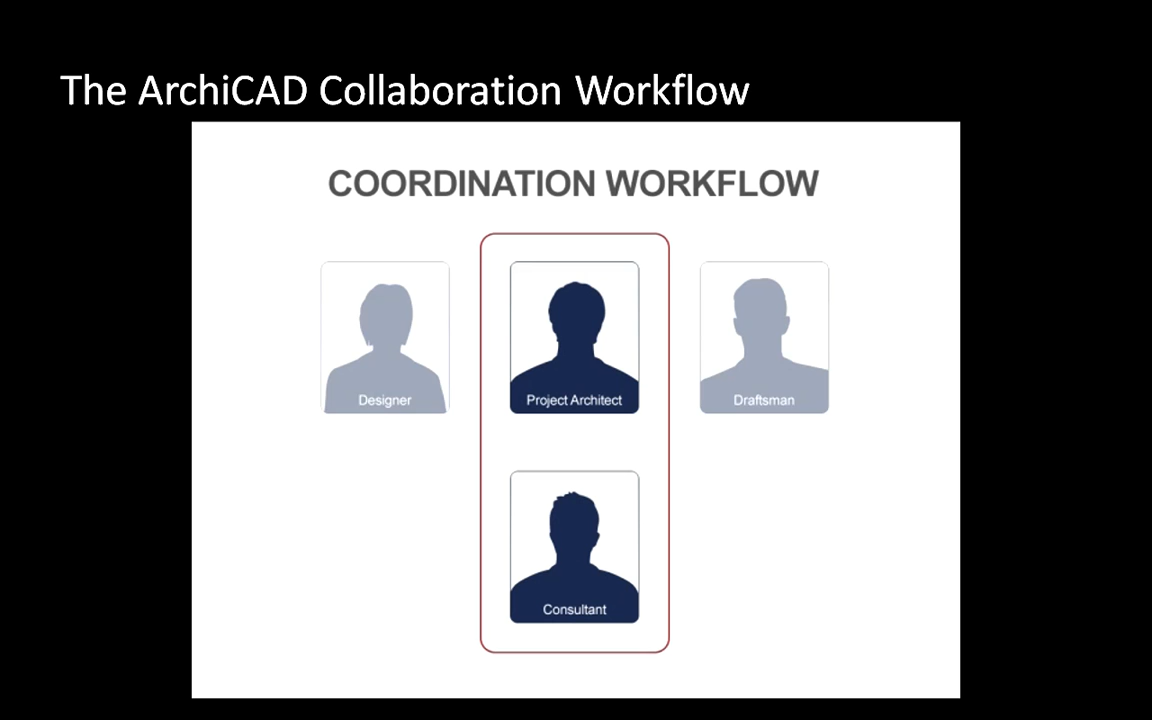 The ArchiCAD Collaboration Workflow
COORDINATION WORKFLOW
Designer
Project Architect
Draftsman
Consultant